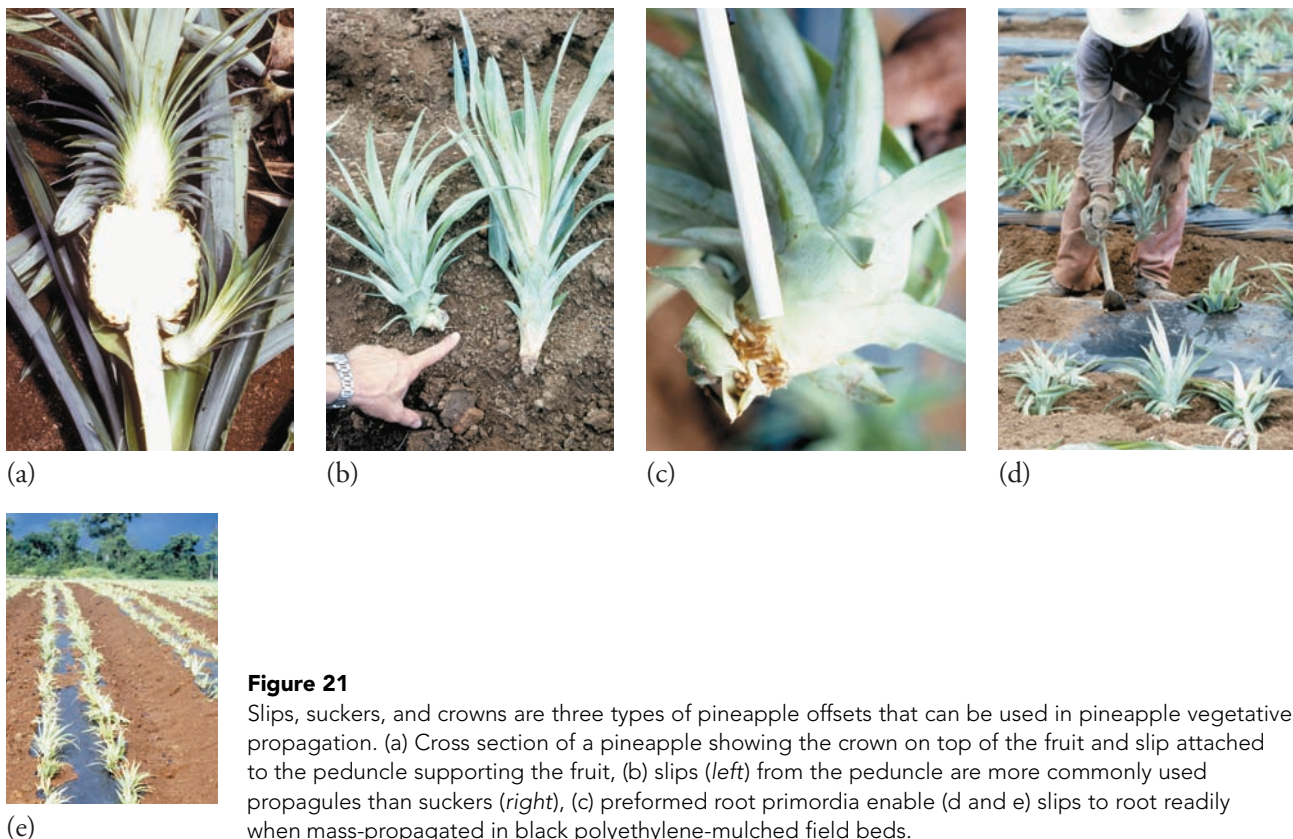 (a)
(b)
(c)
(d)
(e)
Figure 21
Slips, suckers, and crowns are three types of pineapple offsets that can be used in pineapple vegetative
propagation. (a) Cross section of a pineapple showing the crown on top of the fruit and slip attached
to the peduncle supporting the fruit, (b) slips (left) from the peduncle are more commonly used
propagules than suckers (right), (c) preformed root primordia enable (d and e) slips to root readily
when mass-propagated in black polyethylene-mulched field beds.